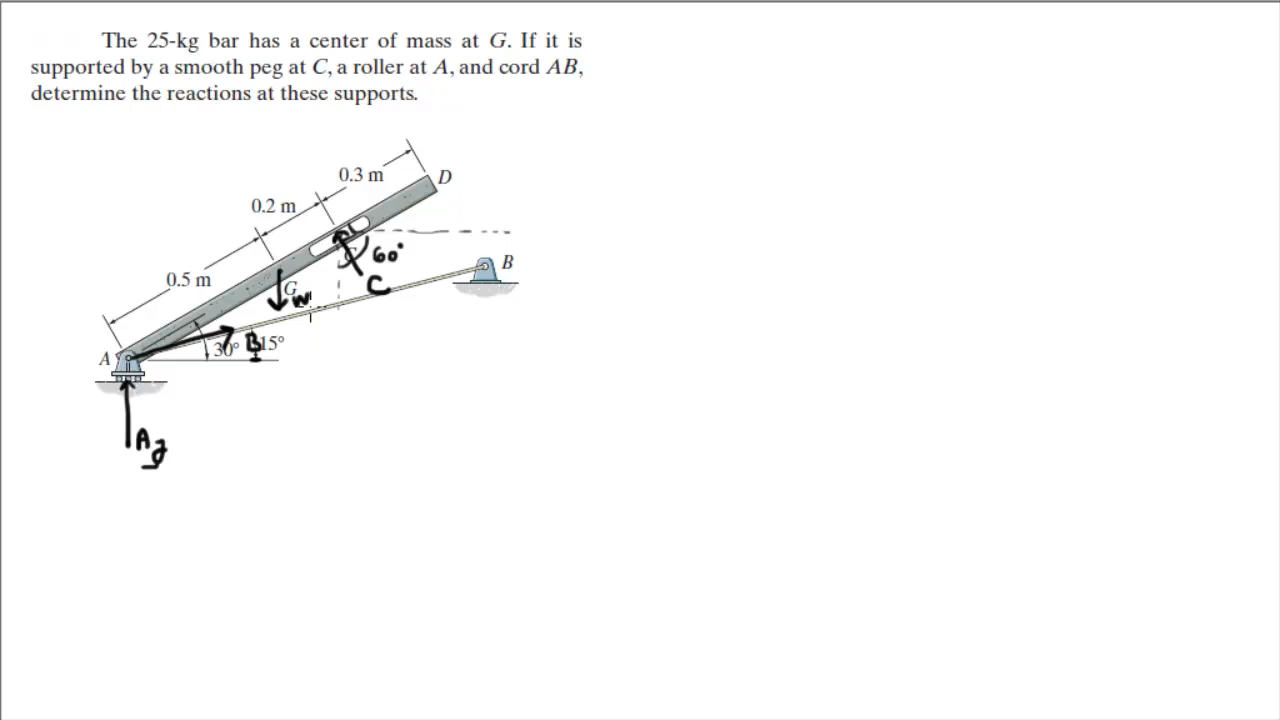 The 25-kg bar has a center of mass at G. If it is
supported by a smooth peg at C, a roller at A, and cord AB,
determine the reactions at these supports.
0.3 m
D
0.2 m
60°
0.5 m
B
G
W
C
A
30°
B
15°
Ay